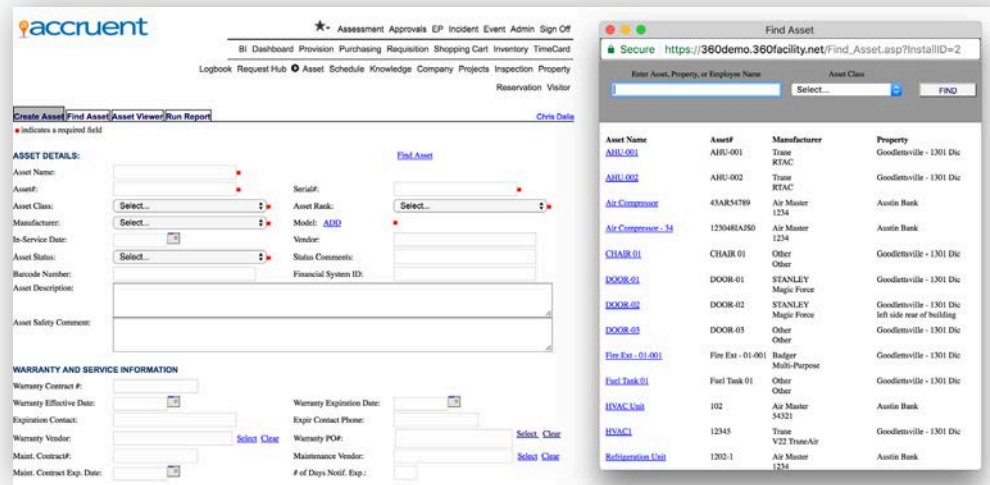 accruent
Assessment Approvals EP Incident Event Admin Sign Off
BI Dashboard Provision Purchasing Requisition Shopping Cart Inventory TimeCard
Logbook Request Hub Asset Schedule Knowledge Company Projects Inspection Property
Reservation Visitor
Create Asset Find Asset Asset Viewer Run Report Chris Dalia
indicates a required field
ASSET DETAILS: Find Asset
Asset Name:
Asset#: Serial#:
Asset Class: Select... Asset Rank: Select...
Manufacturer: Select... Model: ADD
In-Service Date: Vendor:
Asset Status: Select... Status Comments:
Barcode Number: Financial System ID:
Asset Description:
Asset Safety Comment:
WARRANTY AND SERVICE INFORMATION
Warranty Contract #:
Warranty Effective Date: Warranty Expiration Date:
Expiration Contact: Expir Contact Phone:
Warranty Vendor: Select Clear Warranty PO#: Select Clear
Maint. Contract#: Maintenance Vendor: Select Clear
Maint. Contract Exp. Date: # of Days Notif. Exp.:
Find Asset
Secure https://360demo.360facility.net/Find_Asset.asp?InstallID=2
Enter Asset, Property, or Employee Name Asset Class
Select... FIND
Asset Name Asset# Manufacturer Property
AHU-001 AHU-001 Trane Goodlettsville - 1301 Dic
RTAC
AHU-002 AHU-002 Trane Goodlettsville - 1301 Dic
RTAC
Air Compressor 43AR54789 Air Master Austin Bank
1234
Air Compressor - 34 123048IAJS0 Air Master Austin Bank
1234
CHAIR 01 CHAIR 01 Other Goodlettsville - 1301 Dic
Other
DOOR-01 DOOR-01 STANLEY Goodlettsville - 1301 Dic
Magic Force
DOOR-02 DOOR-02 STANLEY Goodlettsville - 1301 Dic
Magic Force left side rear of building
DOOR-03 DOOR-03 Other Goodlettsville - 1301 Dic
Other
Fire Ext - 01-001 Fire Ext - 01-001 Badger Goodlettsville - 1301 Dic
Multi-Purpose
Fuel Tank 01 Fuel Tank 01 Other Goodlettsville - 1301 Dic
Other
HVAC Unit 102 Air Master Austin Bank
54321
HVAC1 12345 Trane Goodlettsville - 1301 Dic
V22 TraneAir
Refrigeration Unit 1202-1 Air Master Austin Bank
1234